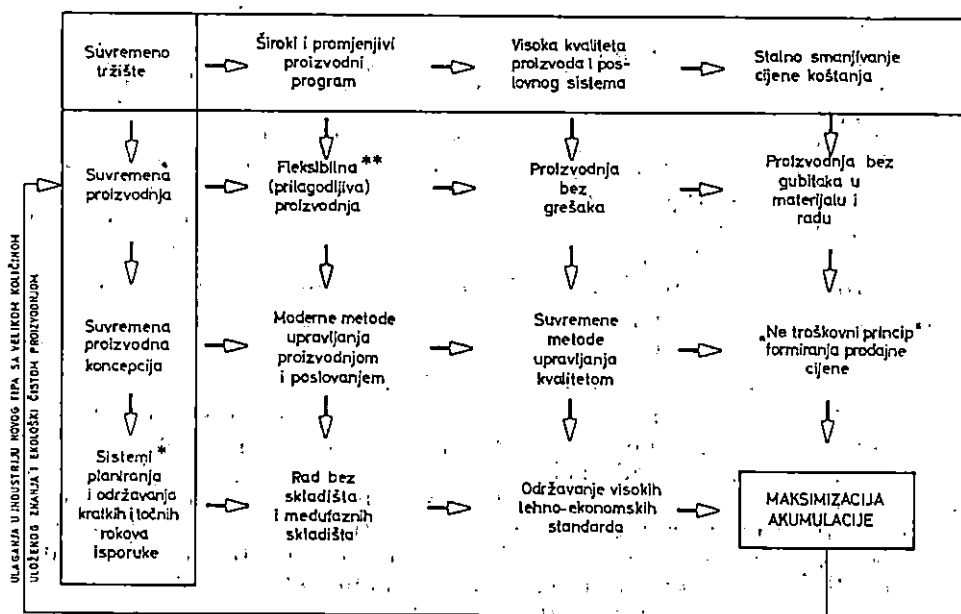 Suvremeno
tržište
Široki i promjenjivi
proizvodni
program
Visoka kvaliteta
proizvoda i pos-
lovnog sistema
Stalno smanjivanje
cijene koštanja
Suvremena
proizvodnja
Fleksibilna**
(prilagodljiva)
proizvodnja
Proizvodnja
bez
grešaka
Proizvodnja bez
gubitaka u
materijalu i
radu
Suvremena
proizvodna
koncepcija
Moderne metode
upravljanja
proizvodnjom
i poslovanjem
Suvremene
metode
upravljanja
kvalitetom
„Ne troškovni princip“
formiranja prodajne
cijene
Sistemi*
planiranja
i održavanja
kratkih i točnih
rokova
isporuke
Rad bez
skladišta
i međufaznih
skladišta
Održavanje visokih
tehno-ekonomskih
standarda
MAKSIMIZACIJA
AKUMULACIJE
ULAGANJA U INDUSTRIJU NOVOG TIPA SA VELIKOM KOLIČINOM
ULOŽENOG ZNANJA I EKOLOŠKI ČISTOM PROIZVODNJOM